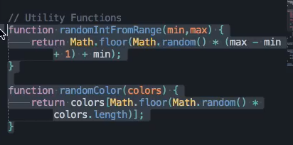 // Utility Functions
function randomIntFromRange(min,max) {
return Math.floor(Math.random() * (max - min
+ 1) + min);
}
function randomColor(colors) {
return colors[Math.floor(Math.random() *
colors.length)];
}